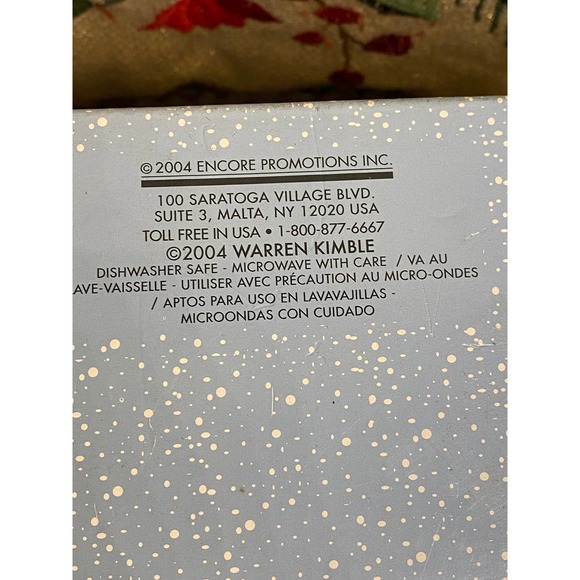 © 2004 ENCORE PROMOTIONS INC.
100 SARATOGA VILLAGE BLVD.
SUITE 3, MALTA, NY 12020 USA
TOLL FREE IN USA • 1-800-877-6667
©2004 WARREN KIMBLE
DISHWASHER SAFE - MICROWAVE WITH CARE / VA AU
AVE-VAISSELLE - UTILISER AVEC PRÉCAUTION AU MICRO-ONDES
/ APTOS PARA USO EN LAVAVAJILLAS -
MICROONDAS CON CUIDADO